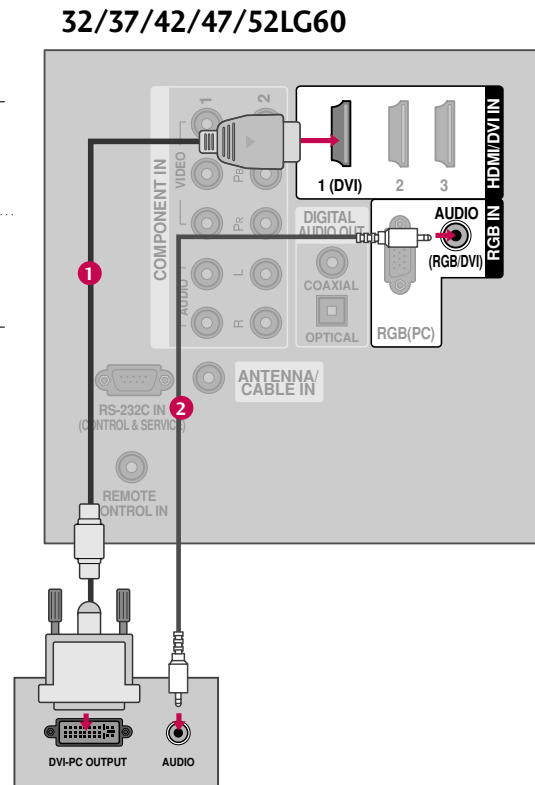 32/37/42/47/52LG60
HDMI/DVI IN
1 (DVI)
2
3
RGB IN
AUDIO
(RGB/DVI)
RGB(PC)
COMPONENT IN
1
2
VIDEO
PB
PR
AUDIO
L
R
DIGITAL
AUDIO OUT
COAXIAL
OPTICAL
ANTENNA/
CABLE IN
RS-232C IN
(CONTROL & SERVICE)
REMOTE
CONTROL IN
1
2
DVI-PC OUTPUT
AUDIO